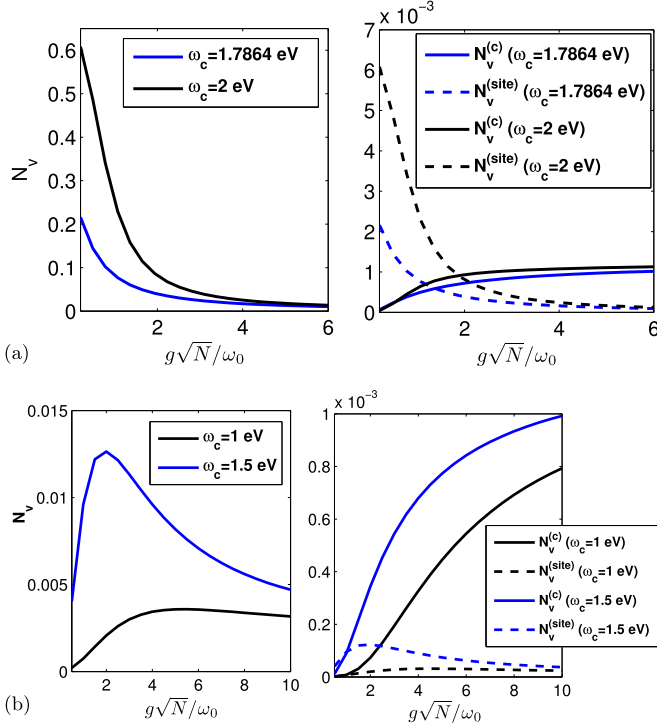 0.6
0.5
0.4
0.3
0.2
0.1
0
N_v
ω_c=1.7864 eV
ω_c=2 eV
2 4 6
g√N/ω_0
(a)
x 10^-3
7
6
5
4
3
2
1
0
N_v^(c) (ω_c=1.7864 eV)
N_v^(site) (ω_c=1.7864 eV)
N_v^(c) (ω_c=2 eV)
N_v^(site) (ω_c=2 eV)
0 2 4 6
g√N/ω_0
0.015
0.01
0.005
0
N_v
ω_c=1 eV
ω_c=1.5 eV
2 4 6 8 10
g√N/ω_0
(b)
x 10^-3
1
0.8
0.6
0.4
0.2
0
N_v^(c) (ω_c=1 eV)
N_v^(site) (ω_c=1 eV)
N_v^(c) (ω_c=1.5 eV)
N_v^(site) (ω_c=1.5 eV)
2 4 6 8 10
g√N/ω_0